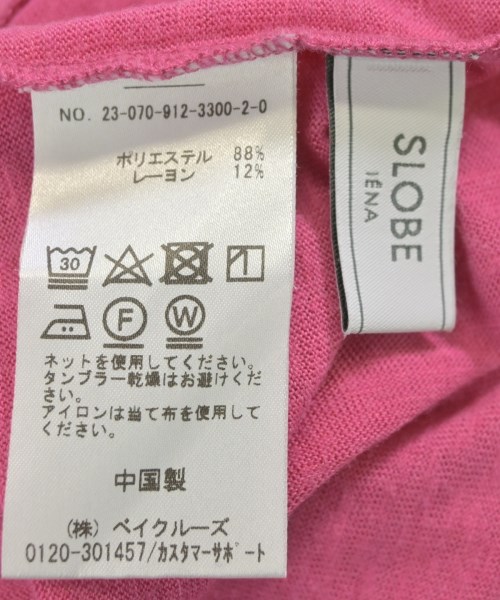 NO. 23-070-912-3300-2-0
ポリエステル 88%
レーヨン 12%
30
F W
ネットを使用してください。
タンブラー乾燥はお避けくだ
さい。
アイロンは当て布を使用して
ください。
中国製
(株) ベイクルーズ
0120-301457/カスタマーサポート
SLOBE
IÉNA